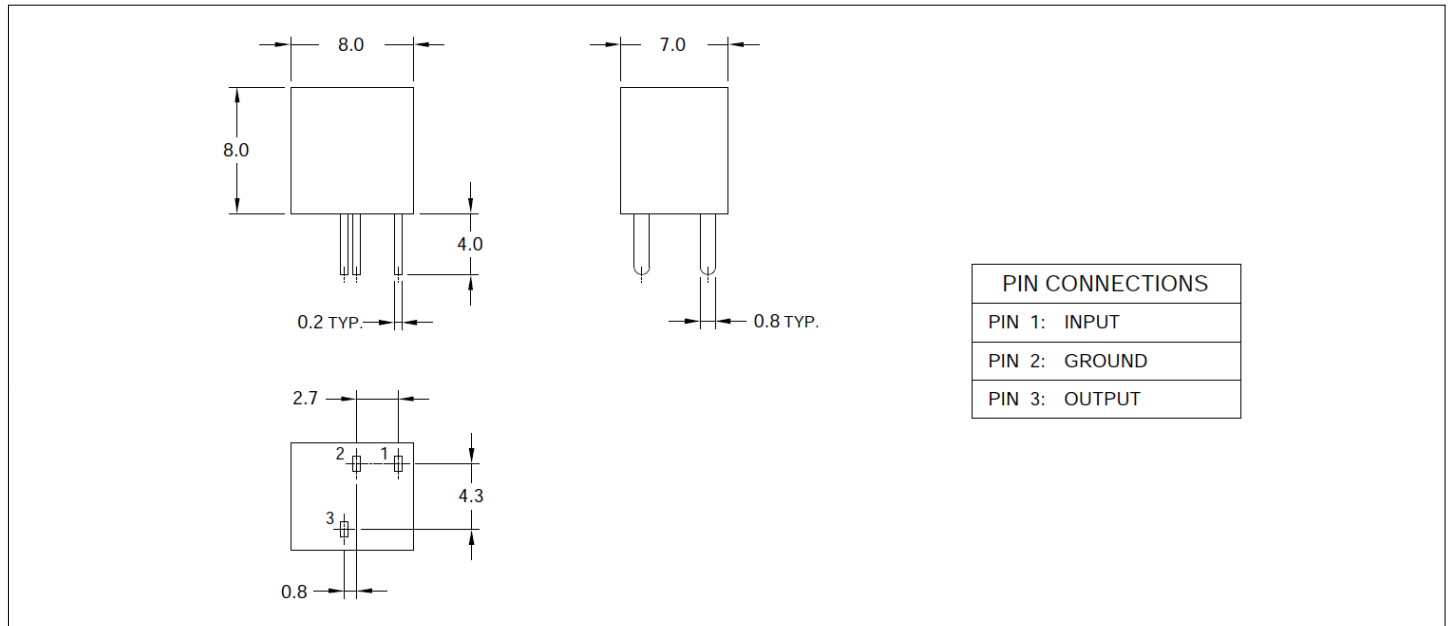 8.0
7.0
8.0
4.0
0.2 TYP.
0.8 TYP.
PIN CONNECTIONS
PIN 1: INPUT
PIN 2: GROUND
PIN 3: OUTPUT
2.7
2 1
4.3
3
0.8